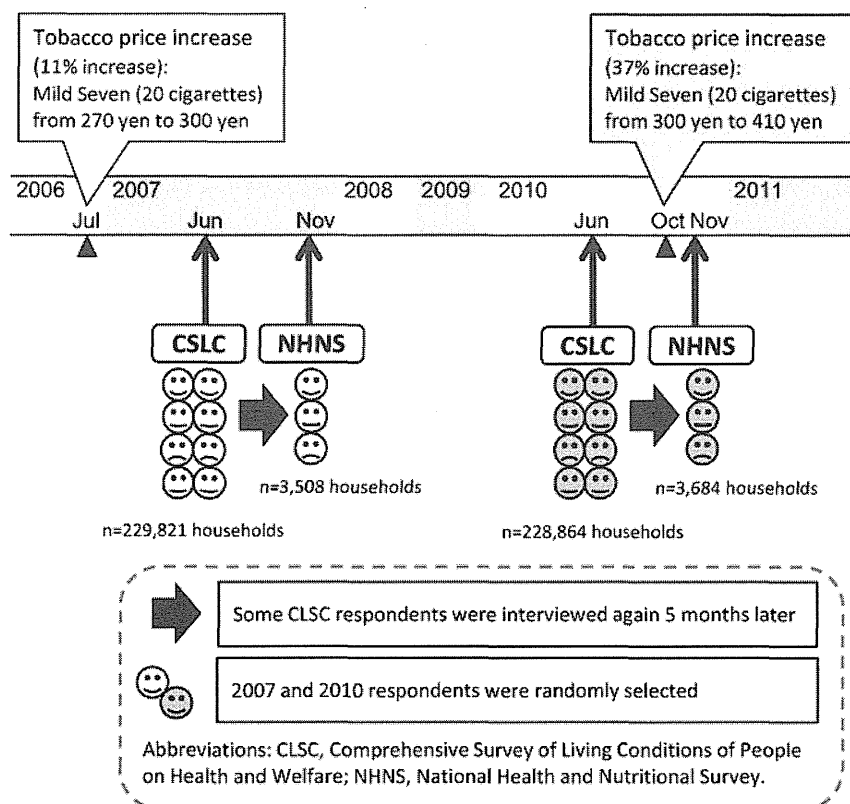 Tobacco price increase
(11% increase):
Mild Seven (20 cigarettes)
from 270 yen to 300 yen
Tobacco price increase
(37% increase):
Mild Seven (20 cigarettes)
from 300 yen to 410 yen
2006 2007 2008 2009 2010 2011
Jul Jun Nov Jun Oct Nov
CSLC NHNS CSLC NHNS
n=3,508 households n=3,684 households
n=229,821 households n=228,864 households
Some CLSC respondents were interviewed again 5 months later
2007 and 2010 respondents were randomly selected
Abbreviations: CLSC, Comprehensive Survey of Living Conditions of People
on Health and Welfare; NHNS, National Health and Nutritional Survey.